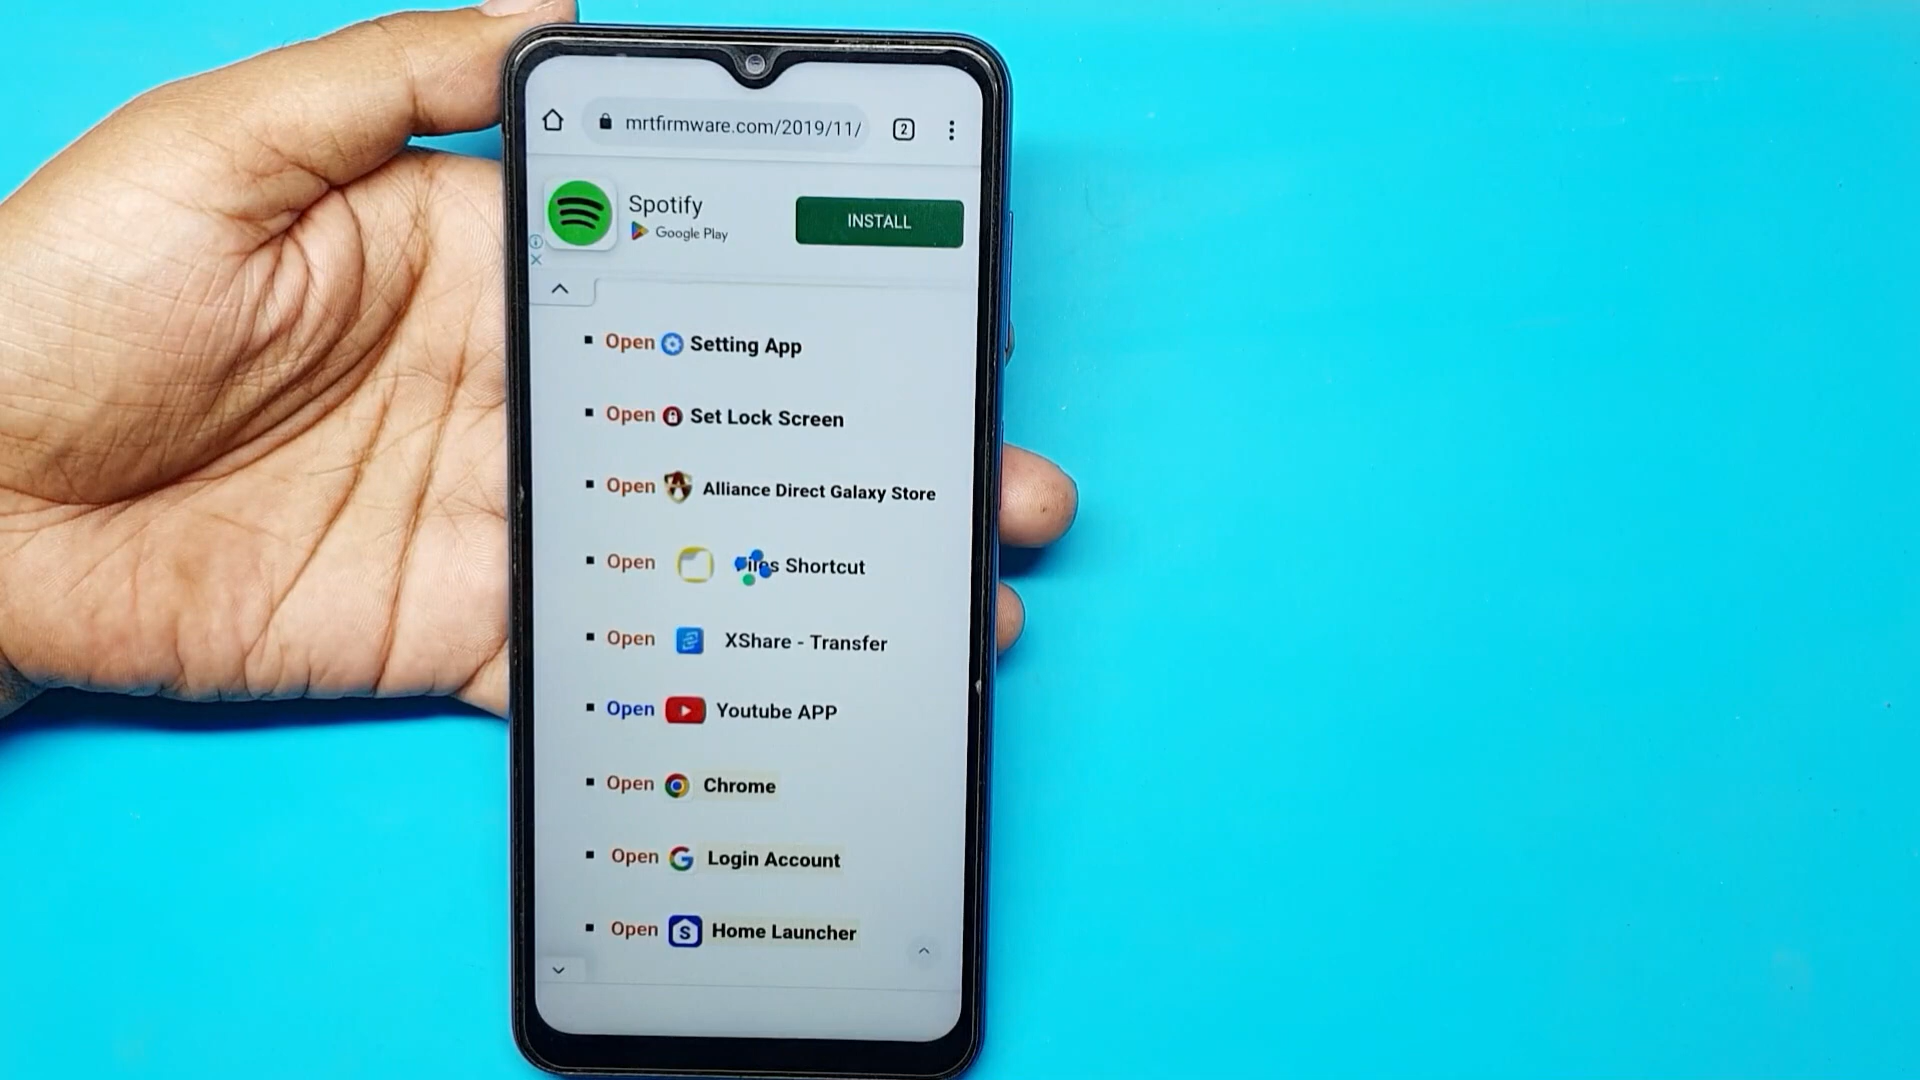 mrtfirmware.com/2019/11/
2
Spotify
Google Play
INSTALL
Open Setting App
Open Set Lock Screen
Open Alliance Direct Galaxy Store
Open Files Shortcut
Open XShare - Transfer
Open Youtube APP
Open Chrome
Open Login Account
Open S Home Launcher